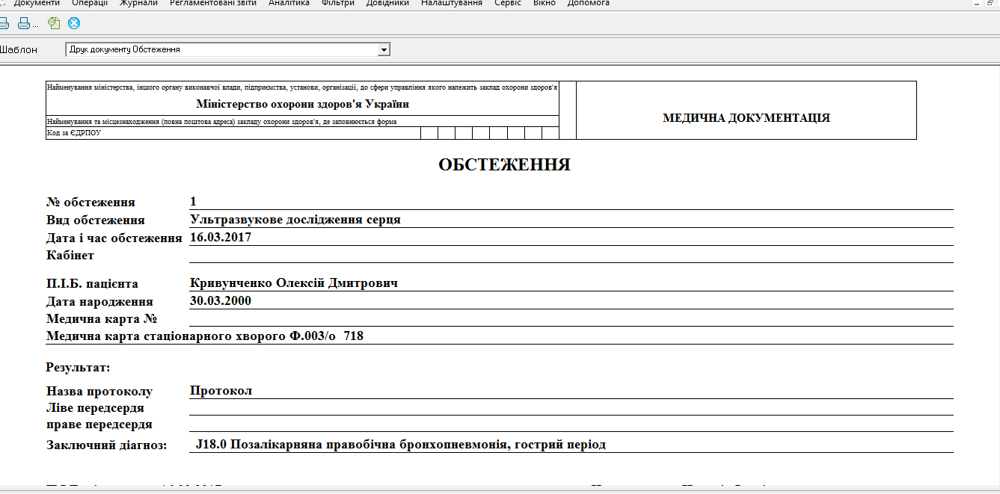 Документи Операції Журнали Регламентовані звіти Аналітика Фільтри Довідники Налаштування Сервіс Вікно Допомога
...
Шаблон Друк документу Обстеження
Найменування міністерства, іншого органу виконавчої влади, підприємства, установи, організації, до сфери управління якого належить заклад охорони здоров'я
Міністерство охорони здоров'я України
МЕДИЧНА ДОКУМЕНТАЦІЯ
Найменування та місцезнаходження (повна поштова адреса) закладу охорони здоров'я, де заповнюється форма
Код за ЄДРПОУ
ОБСТЕЖЕННЯ
№ обстеження 1
Вид обстеження Ультразвукове дослідження серця
Дата і час обстеження 16.03.2017
Кабінет
П.І.Б. пацієнта Кривунченко Олексій Дмитрович
Дата народження 30.03.2000
Медична карта №
Медична карта стаціонарного хворого Ф.003/о 718
Результат:
Назва протоколу Протокол
Ліве передсердя
праве передсердя
Заключний діагноз: J18.0 Позалікарняна правобічна бронхопневмонія, гострий період